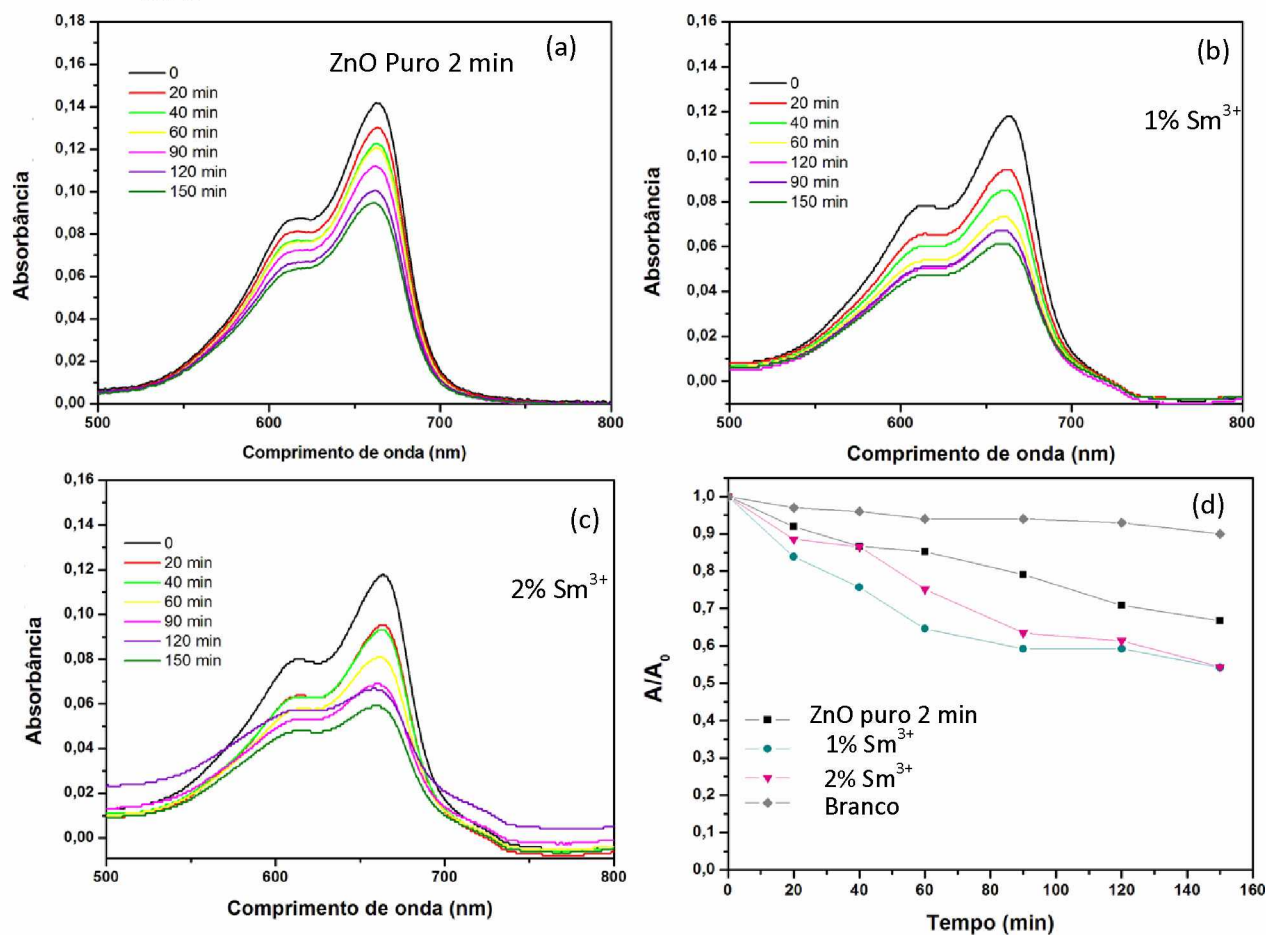 0,18
0,16
0,14
0,12
0,10
0,08
0,06
0,04
0,02
0,00
Absorbância
(a)
ZnO Puro 2 min
0
20 min
40 min
60 min
90 min
120 min
150 min
500
600
700
800
Comprimento de onda (nm)
0,16
0,14
0,12
0,10
0,08
0,06
0,04
0,02
0,00
Absorbância
(b)
1% Sm³⁺
0
20 min
40 min
60 min
120 min
90 min
150 min
500
600
700
800
Comprimento de onda (nm)
0,16
0,14
0,12
0,10
0,08
0,06
0,04
0,02
0,00
Absorbância
(c)
2% Sm³⁺
0
20 min
40 min
60 min
90 min
120 min
150 min
500
600
700
800
Comprimento de onda (nm)
1,0
0,9
0,8
0,7
0,6
0,5
0,4
0,3
0,2
0,1
0,0
A/A₀
(d)
ZnO puro 2 min
1% Sm³⁺
2% Sm³⁺
Branco
0
20
40
60
80
100
120
140
160
Tempo (min)